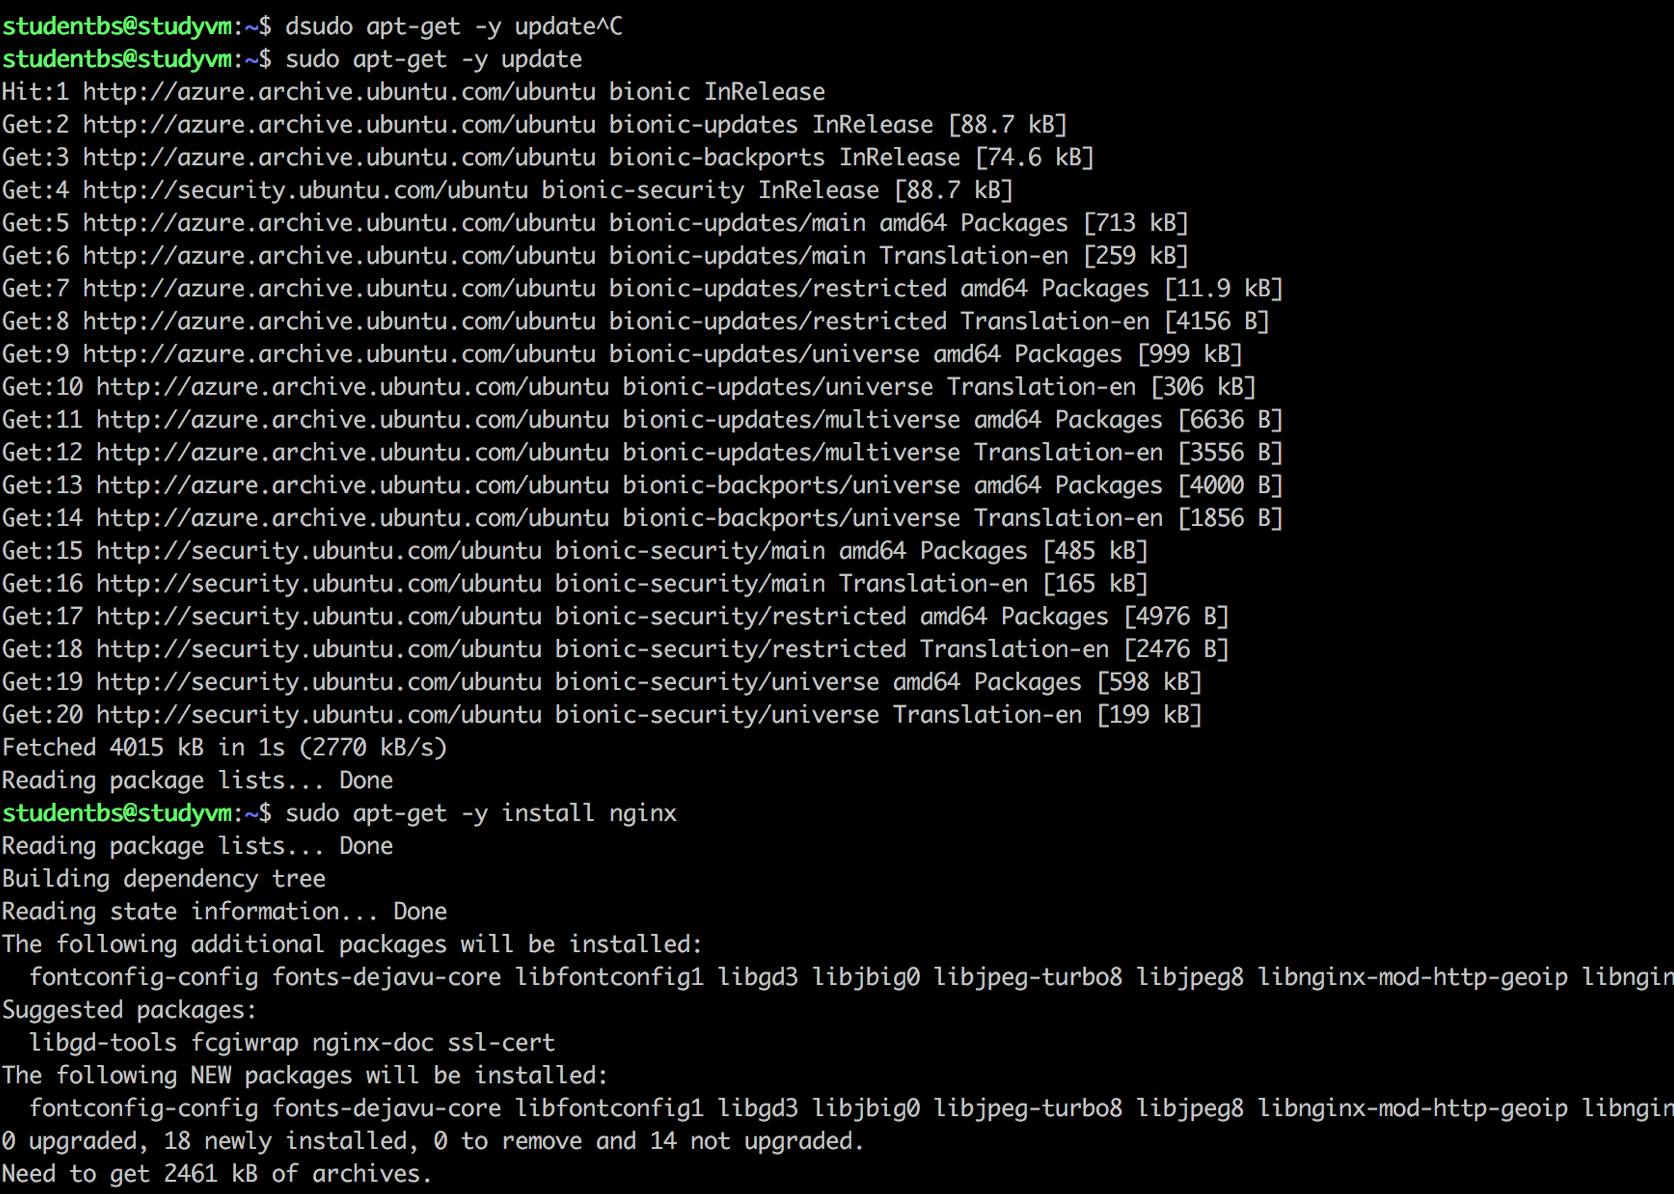 studentbs@studyvm:~$ dsudo apt-get -y update^C
studentbs@studyvm:~$ sudo apt-get -y update
Hit:1 http://azure.archive.ubuntu.com/ubuntu bionic InRelease
Get:2 http://azure.archive.ubuntu.com/ubuntu bionic-updates InRelease [88.7 kB]
Get:3 http://azure.archive.ubuntu.com/ubuntu bionic-backports InRelease [74.6 kB]
Get:4 http://security.ubuntu.com/ubuntu bionic-security InRelease [88.7 kB]
Get:5 http://azure.archive.ubuntu.com/ubuntu bionic-updates/main amd64 Packages [713 kB]
Get:6 http://azure.archive.ubuntu.com/ubuntu bionic-updates/main Translation-en [259 kB]
Get:7 http://azure.archive.ubuntu.com/ubuntu bionic-updates/restricted amd64 Packages [11.9 kB]
Get:8 http://azure.archive.ubuntu.com/ubuntu bionic-updates/restricted Translation-en [4156 B]
Get:9 http://azure.archive.ubuntu.com/ubuntu bionic-updates/universe amd64 Packages [999 kB]
Get:10 http://azure.archive.ubuntu.com/ubuntu bionic-updates/universe Translation-en [306 kB]
Get:11 http://azure.archive.ubuntu.com/ubuntu bionic-updates/multiverse amd64 Packages [6636 B]
Get:12 http://azure.archive.ubuntu.com/ubuntu bionic-updates/multiverse Translation-en [3556 B]
Get:13 http://azure.archive.ubuntu.com/ubuntu bionic-backports/universe amd64 Packages [4000 B]
Get:14 http://azure.archive.ubuntu.com/ubuntu bionic-backports/universe Translation-en [1856 B]
Get:15 http://security.ubuntu.com/ubuntu bionic-security/main amd64 Packages [485 kB]
Get:16 http://security.ubuntu.com/ubuntu bionic-security/main Translation-en [165 kB]
Get:17 http://security.ubuntu.com/ubuntu bionic-security/restricted amd64 Packages [4976 B]
Get:18 http://security.ubuntu.com/ubuntu bionic-security/restricted Translation-en [2476 B]
Get:19 http://security.ubuntu.com/ubuntu bionic-security/universe amd64 Packages [598 kB]
Get:20 http://security.ubuntu.com/ubuntu bionic-security/universe Translation-en [199 kB]
Fetched 4015 kB in 1s (2770 kB/s)
Reading package lists... Done
studentbs@studyvm:~$ sudo apt-get -y install nginx
Reading package lists... Done
Building dependency tree
Reading state information... Done
The following additional packages will be installed:
  fontconfig-config fonts-dejavu-core libfontconfig1 libgd3 libjbig0 libjpeg-turbo8 libjpeg8 libnginx-mod-http-geoip libngin
Suggested packages:
  libgd-tools fcgiwrap nginx-doc ssl-cert
The following NEW packages will be installed:
  fontconfig-config fonts-dejavu-core libfontconfig1 libgd3 libjbig0 libjpeg-turbo8 libjpeg8 libnginx-mod-http-geoip libngin
0 upgraded, 18 newly installed, 0 to remove and 14 not upgraded.
Need to get 2461 kB of archives.